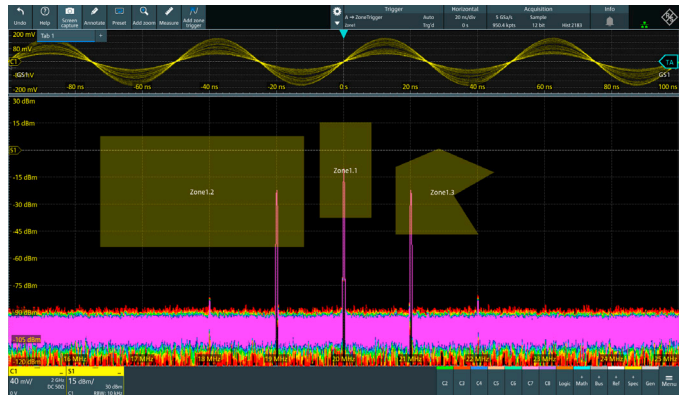 Undo Help Screen capture Annotate Preset Add zoom Measure Add zone trigger
Trigger Horizontal Acquisition Info
A → ZoneTrigger Auto 20 ns/div 5 GSa/s Sample
Trig'd 0 s 950.4 kpts 12 bit Hist 2183
200 mV Tab 1 +
80 mV
C1 TA
GS1 GS1
-200 mV -80 ns -60 ns -40 ns -20 ns 0 s 20 ns 40 ns 60 ns 80 ns 100 ns
30 dBm
15 dBm
S1
-15 dBm Zone1.1
Zone1.2 Zone1.3
-30 dBm
-45 dBm
-60 dBm
-75 dBm
-90 dBm
-105 dBm
-120 dBm 16 MHz 17 MHz 18 MHz 19 MHz 20 MHz 21 MHz 22 MHz 23 MHz 24 MHz 25 MHz
C1 S1
40 mV/ 2 GHz 15 dBm/
DC 50Ω 30 dBm
0 V C1 RBW: 10 kHz
C2 C3 C4 C5 C6 C7 C8 Logic Math Bus Ref Spec Gen Menu